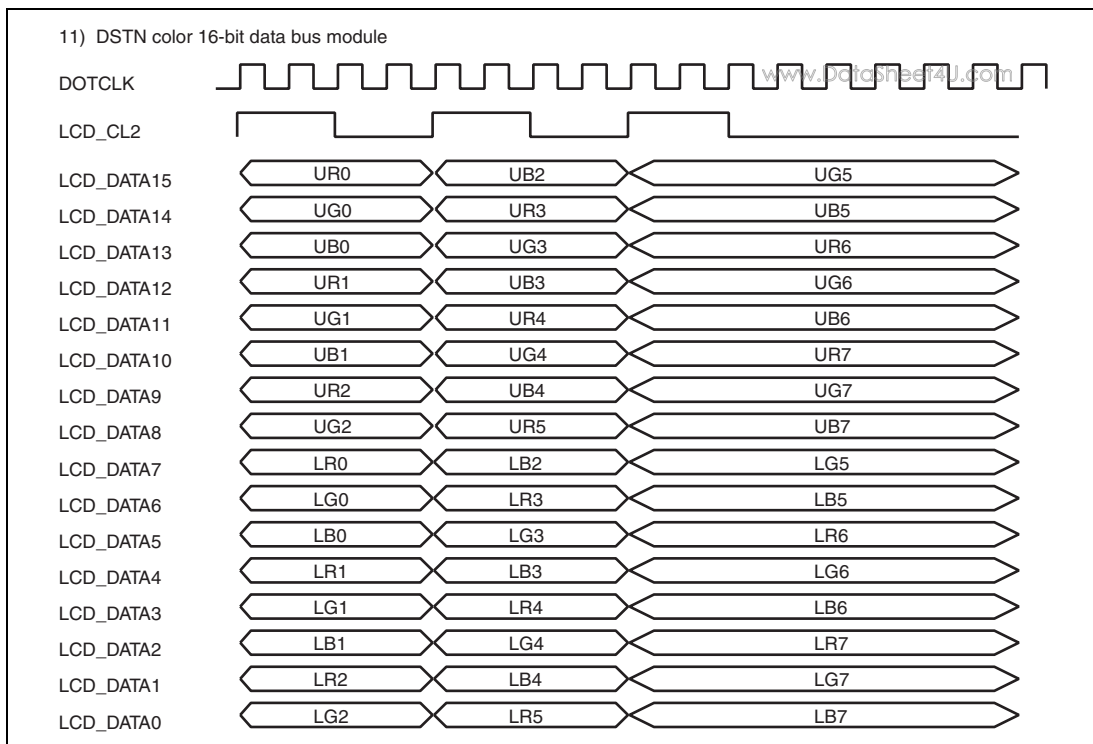 11) DSTN color 16-bit data bus module
DOTCLK
www.DataSheet4U.com
LCD_CL2
LCD_DATA15 UR0 UB2 UG5
LCD_DATA14 UG0 UR3 UB5
LCD_DATA13 UB0 UG3 UR6
LCD_DATA12 UR1 UB3 UG6
LCD_DATA11 UG1 UR4 UB6
LCD_DATA10 UB1 UG4 UR7
LCD_DATA9 UR2 UB4 UG7
LCD_DATA8 UG2 UR5 UB7
LCD_DATA7 LR0 LB2 LG5
LCD_DATA6 LG0 LR3 LB5
LCD_DATA5 LB0 LG3 LR6
LCD_DATA4 LR1 LB3 LG6
LCD_DATA3 LG1 LR4 LB6
LCD_DATA2 LB1 LG4 LR7
LCD_DATA1 LR2 LB4 LG7
LCD_DATA0 LG2 LR5 LB7